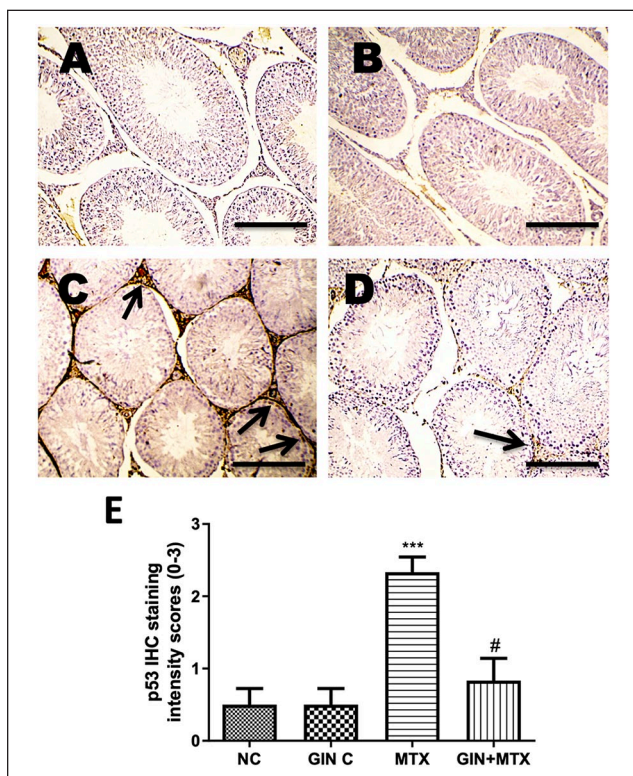 A
B
C
D
E
p53 IHC staining
intensity scores (0-3)
3
2
1
0
***
#
NC
GIN C
MTX
GIN+MTX